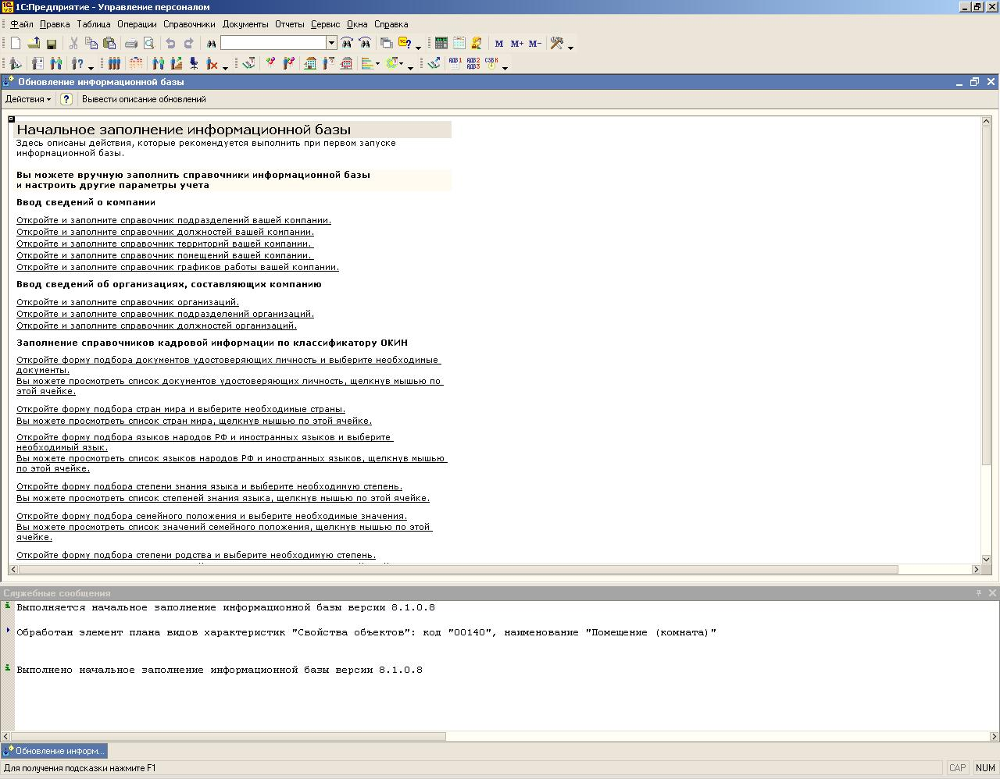 1С:Предприятие - Управление персоналом
Файл Правка Таблица Операции Справочники Документы Отчеты Сервис Окна Справка
M M+ M-
АДВ1 АДВ2 АДВ3 СЗВК
Обновление информационной базы
Действия Вывести описание обновлений
Начальное заполнение информационной базы
Здесь описаны действия, которые рекомендуется выполнить при первом запуске
информационной базы.
Вы можете вручную заполнить справочники информационной базы
и настроить другие параметры учета
Ввод сведений о компании
Откройте и заполните справочник подразделений вашей компании.
Откройте и заполните справочник должностей вашей компании.
Откройте и заполните справочник территорий вашей компании.
Откройте и заполните справочник помещений вашей компании.
Откройте и заполните справочник графиков работы вашей компании.
Ввод сведений об организациях, составляющих компанию
Откройте и заполните справочник организаций.
Откройте и заполните справочник подразделений организаций.
Откройте и заполните справочник должностей организаций.
Заполнение справочников кадровой информации по классификатору ОКИН
Откройте форму подбора документов удостоверяющих личность и выберите необходимые
документы.
Вы можете просмотреть список документов удостоверяющих личность, щелкнув мышью по
этой ячейке.
Откройте форму подбора стран мира и выберите необходимые страны.
Вы можете просмотреть список стран мира, щелкнув мышью по этой ячейке.
Откройте форму подбора языков народов РФ и иностранных языков и выберите
необходимый язык.
Вы можете просмотреть список языков народов РФ и иностранных языков, щелкнув мышью
по этой ячейке.
Откройте форму подбора степени знания языка и выберите необходимую степень.
Вы можете просмотреть список степеней знания языка, щелкнув мышью по этой ячейке.
Откройте форму подбора семейного положения и выберите необходимые значения.
Вы можете просмотреть список значений семейного положения, щелкнув мышью по этой
ячейке.
Откройте форму подбора степени родства и выберите необходимую степень.
Служебные сообщения
Выполняется начальное заполнение информационной базы версии 8.1.0.8
Обработан элемент плана видов характеристик "Свойства объектов": код "00140", наименование "Помещение (комната)"
Выполнено начальное заполнение информационной базы версии 8.1.0.8
Обновление информ...
Для получения подсказки нажмите F1
CAP NUM